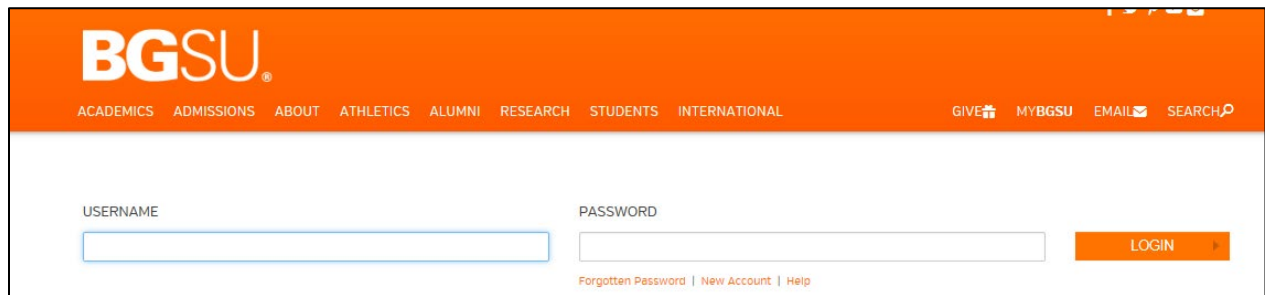 BGSU®
ACADEMICS ADMISSIONS ABOUT ATHLETICS ALUMNI RESEARCH STUDENTS INTERNATIONAL GIVE MYBGSU EMAIL SEARCH
USERNAME PASSWORD
LOGIN
Forgotten Password | New Account | Help